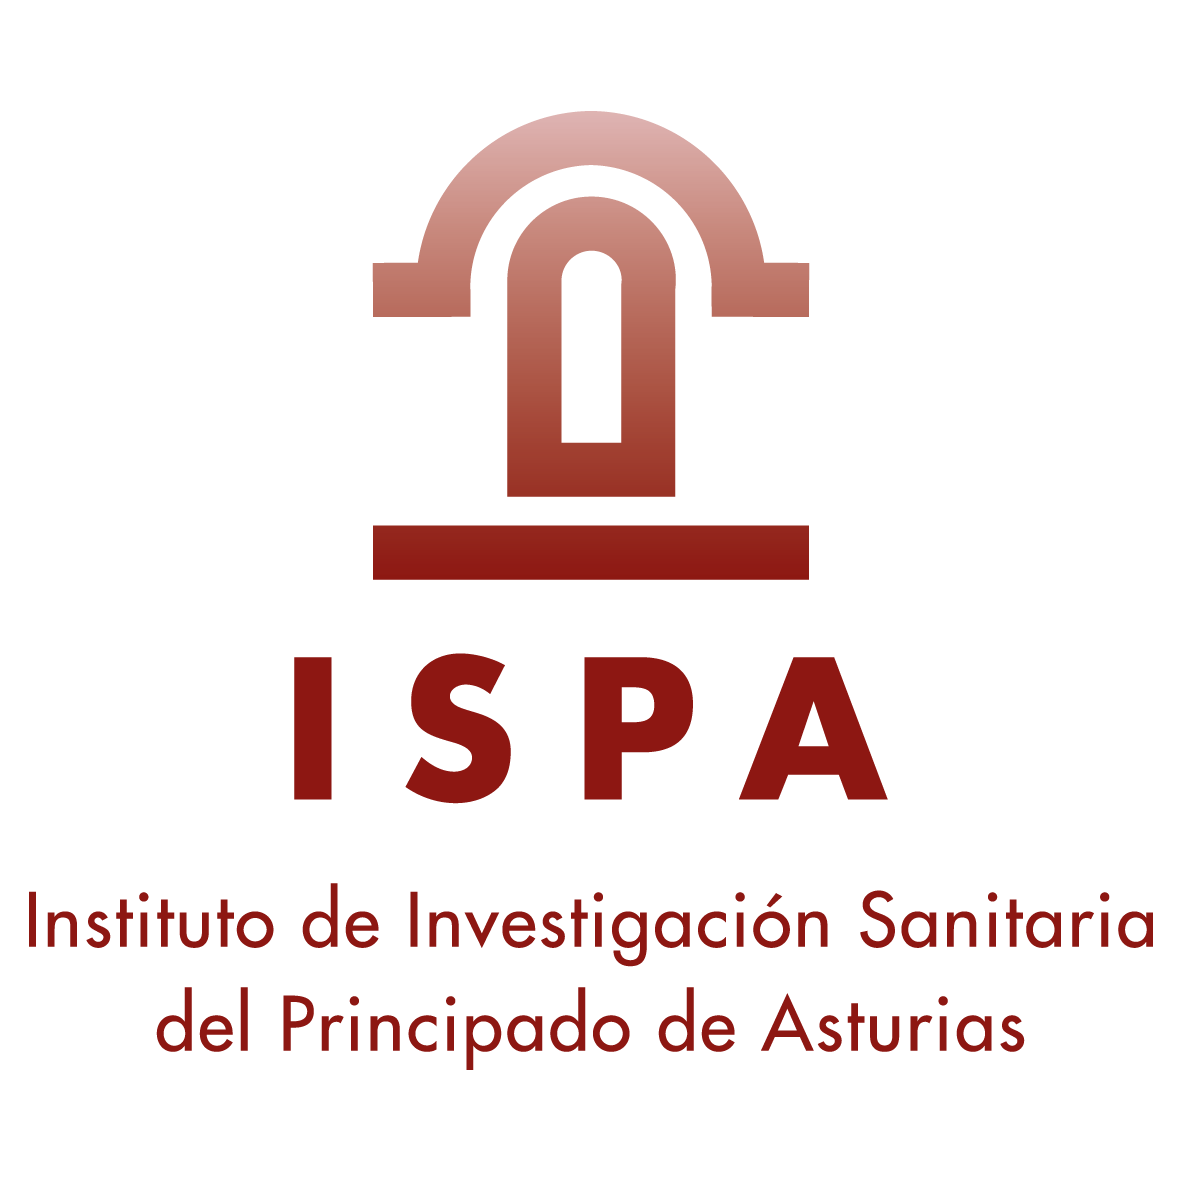 ISPA
Instituto de Investigación Sanitaria
del Principado de Asturias